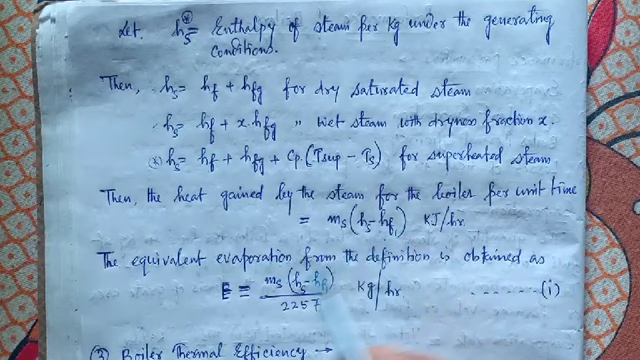 Let. hs = Enthalpy of steam per kg under the generating
conditions.
Then, hs = hf + hfg for dry saturated steam
hs = hf + x.hfg " wet steam with dryness fraction x.
(*) hs = hf + hfg + Cp.(Tsup - Ts) for superheated steam.
Then, the heat gained by the steam for the boiler per unit time
= ms(hs-hf1) KJ/hr
The equivalent evaporation from the definition is obtained as
E = ms(hs-hf)/2257 Kg/hr. ........(i)
(3) Boiler Thermal Efficiency →